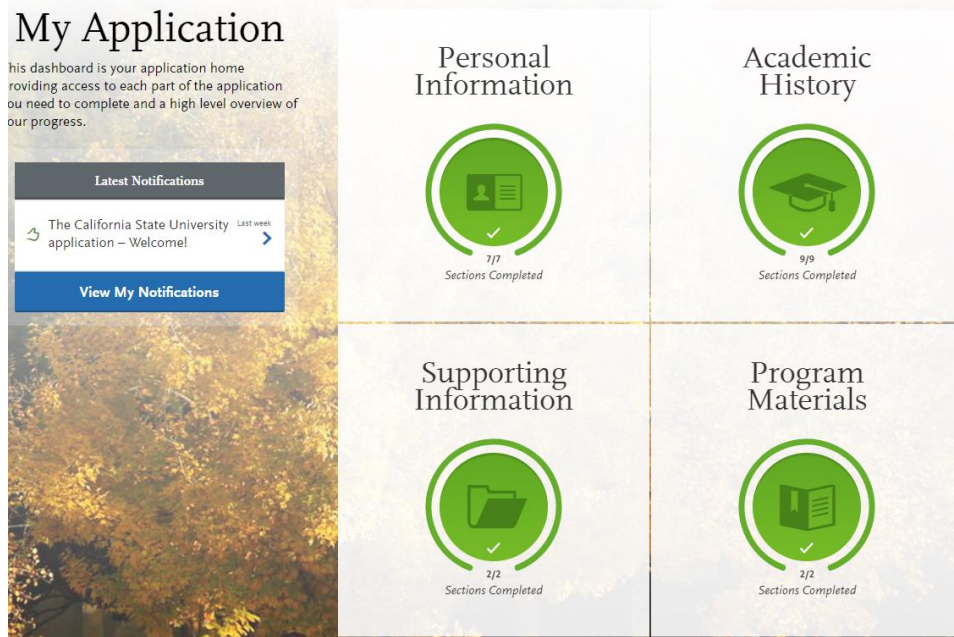 My Application
his dashboard is your application home
roviding access to each part of the application
ou need to complete and a high level overview of
our progress.
Latest Notifications
The California State University
application – Welcome!
Last week
View My Notifications
Personal
Information
7/7
Sections Completed
Academic
History
9/9
Sections Completed
Supporting
Information
2/2
Sections Completed
Program
Materials
2/2
Sections Completed